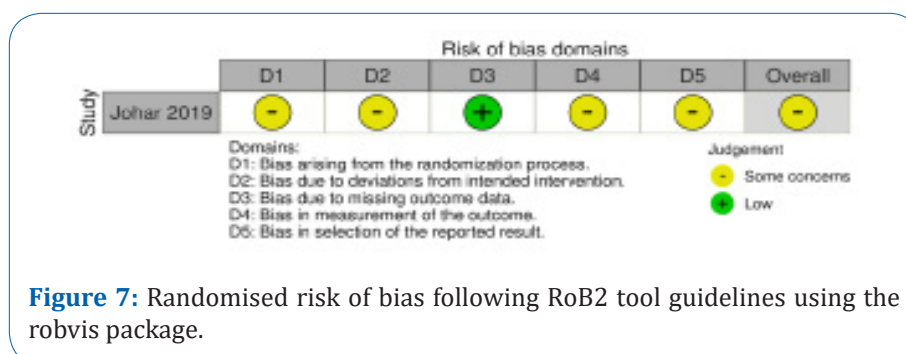 Risk of bias domains
D1 D2 D3 D4 D5 Overall
Study
Johar 2019 - - + - - -
Domains:
D1: Bias arising from the randomization process.
D2: Bias due to deviations from intended intervention.
D3: Bias due to missing outcome data.
D4: Bias in measurement of the outcome.
D5: Bias in selection of the reported result.
Judgement
- Some concerns
+ Low
Figure 7: Randomised risk of bias following RoB2 tool guidelines using the
robvis package.